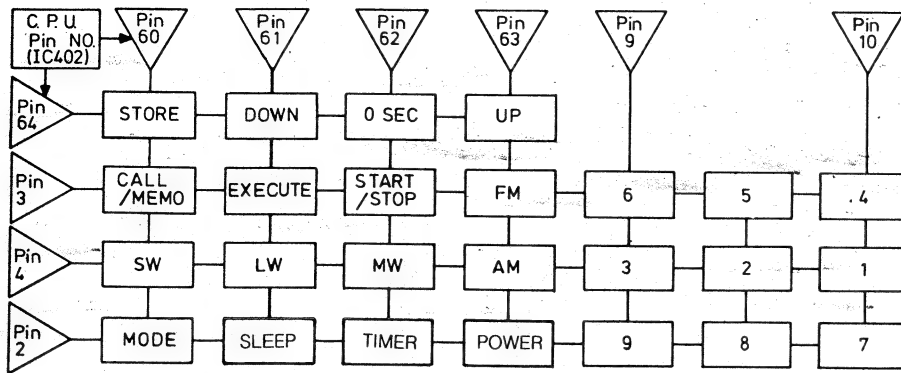 C. P. U.
Pin NO.
(IC402)
Pin
60
Pin
61
Pin
62
Pin
63
Pin
9
Pin
10
Pin
64
STORE
DOWN
0 SEC
UP
Pin
3
CALL
/MEMO
EXECUTE
START
/STOP
FM
6
5
4
Pin
4
SW
LW
MW
AM
3
2
1
Pin
2
MODE
SLEEP
TIMER
POWER
9
8
7